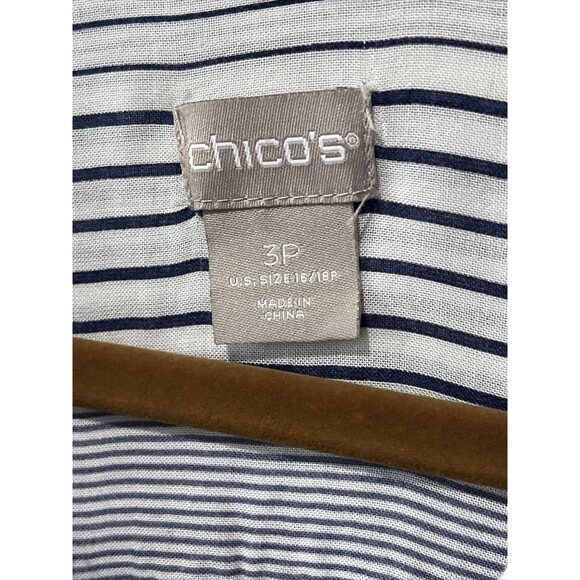 chico's®
3P
U.S. SIZE 16/18P
MADE IN
CHINA